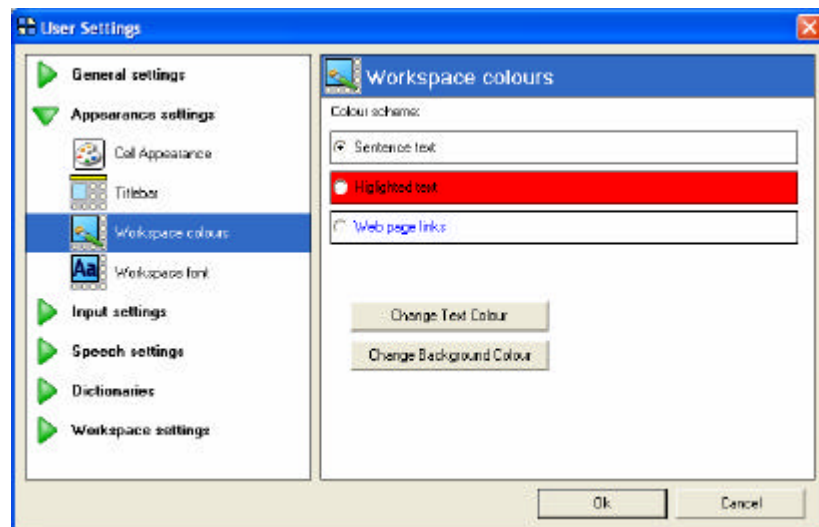 User Settings
General settings
Appearance settings
Cell Appearance
Titlebar
Workspace colours
Workspace font
Input settings
Speech settings
Dictionaries
Workspace settings
Workspace colours
Colour scheme:
Sentence text
Higlighted text
Web page links
Change Text Colour
Change Background Colour
Ok
Cancel